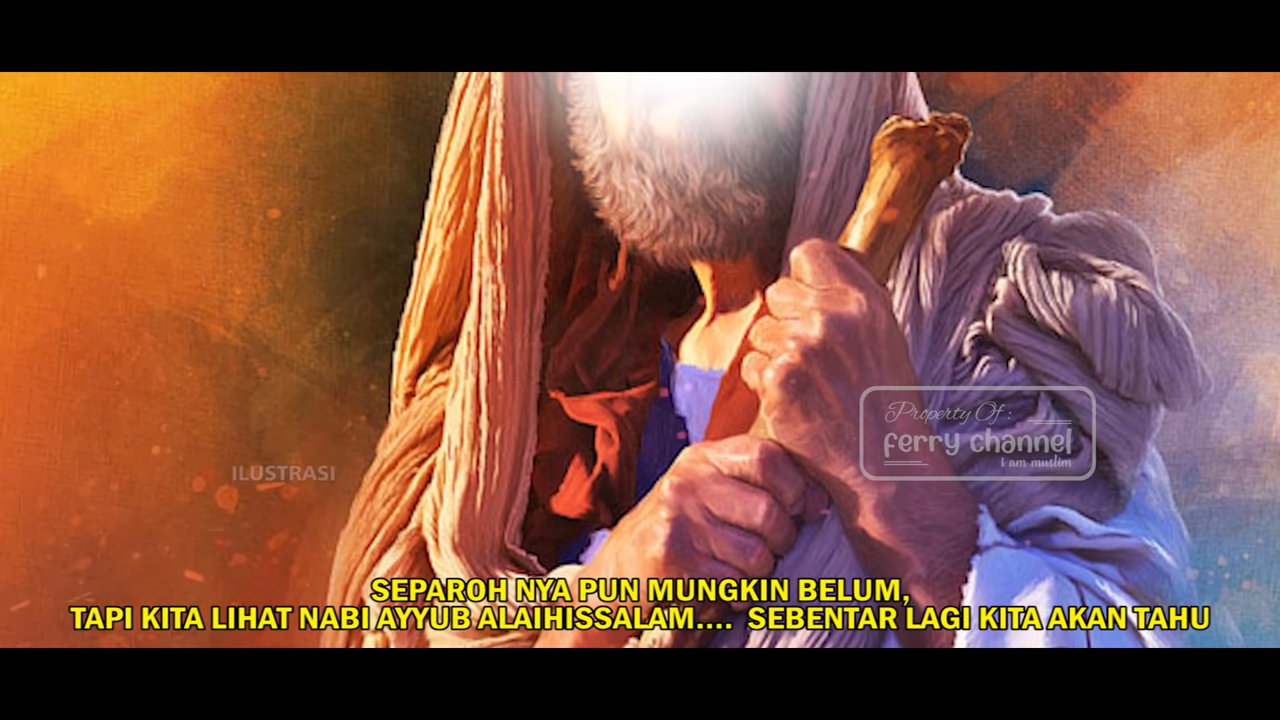 Property Of :
ferry channel
i am muslim
ILUSTRASI
SEPAROH NYA PUN MUNGKIN BELUM,
TAPI KITA LIHAT NABI AYYUB ALAIHISSALAM.... SEBENTAR LAGI KITA AKAN TAHU